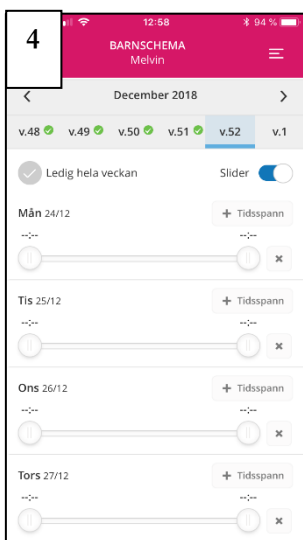 4
12:58
94 %
BARNSCHEMA
Melvin
December 2018
v.48 v.49 v.50 v.51 v.52 v.1
Ledig hela veckan Slider
Mån 24/12 + Tidsspann
--:-- --:--
Tis 25/12 + Tidsspann
--:-- --:--
Ons 26/12 + Tidsspann
--:-- --:--
Tors 27/12 + Tidsspann
--:-- --:--